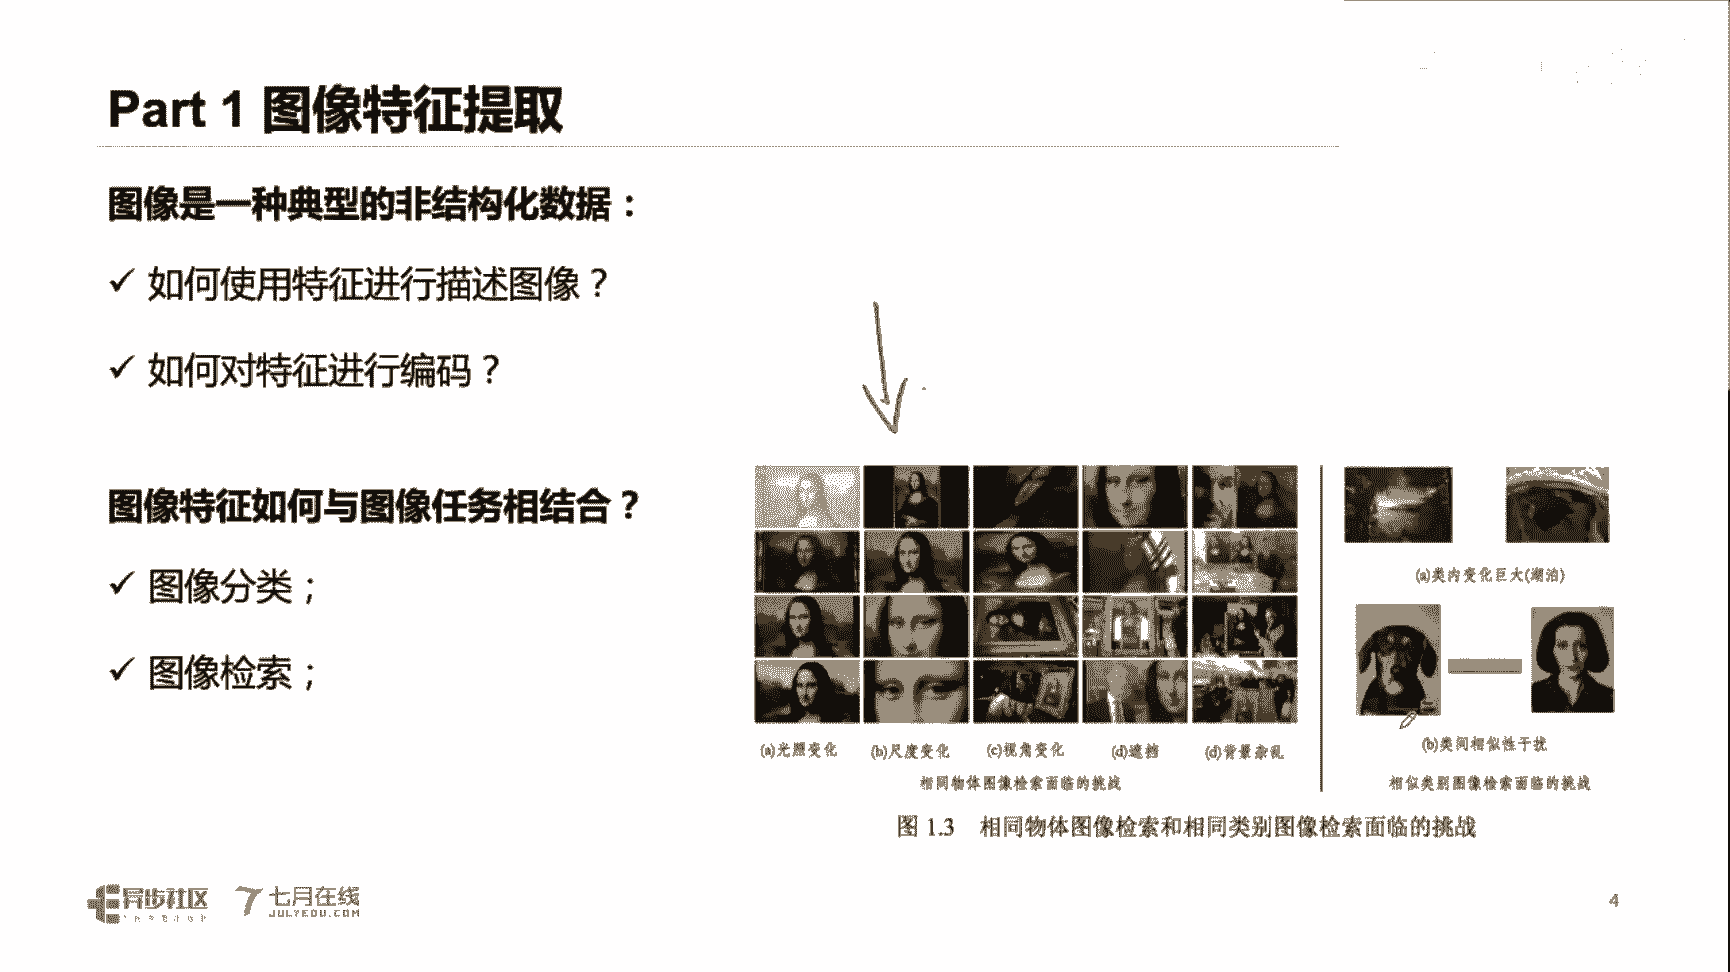 Part 1 图像特征提取
图像是一种典型的非结构化数据：
✓ 如何使用特征进行描述图像？
✓ 如何对特征进行编码？
图像特征如何与图像任务相结合？
✓ 图像分类；
✓ 图像检索；
(a)光照变化 (b)尺度变化 (c)视角变化 (d)遮挡 (d)背景杂乱
相同物体图像检索面临的挑战
(a)类内变化巨大(湖泊)
(b)类间相似性干扰
相似类别图像检索面临的挑战
图 1.3 相同物体图像检索和相同类别图像检索面临的挑战
异步社区
七月在线
JULYEDU.COM
4